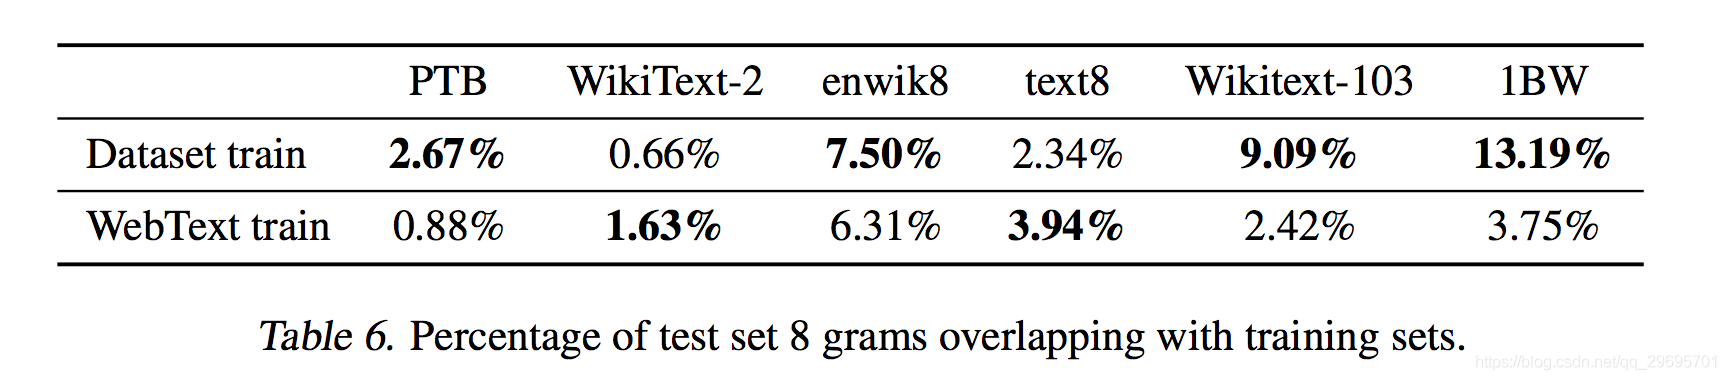 PTB WikiText-2 enwik8 text8 Wikitext-103 1BW
Dataset train 2.67% 0.66% 7.50% 2.34% 9.09% 13.19%
WebText train 0.88% 1.63% 6.31% 3.94% 2.42% 3.75%
Table 6. Percentage of test set 8 grams overlapping with training sets.
https://blog.csdn.net/qq_29695701